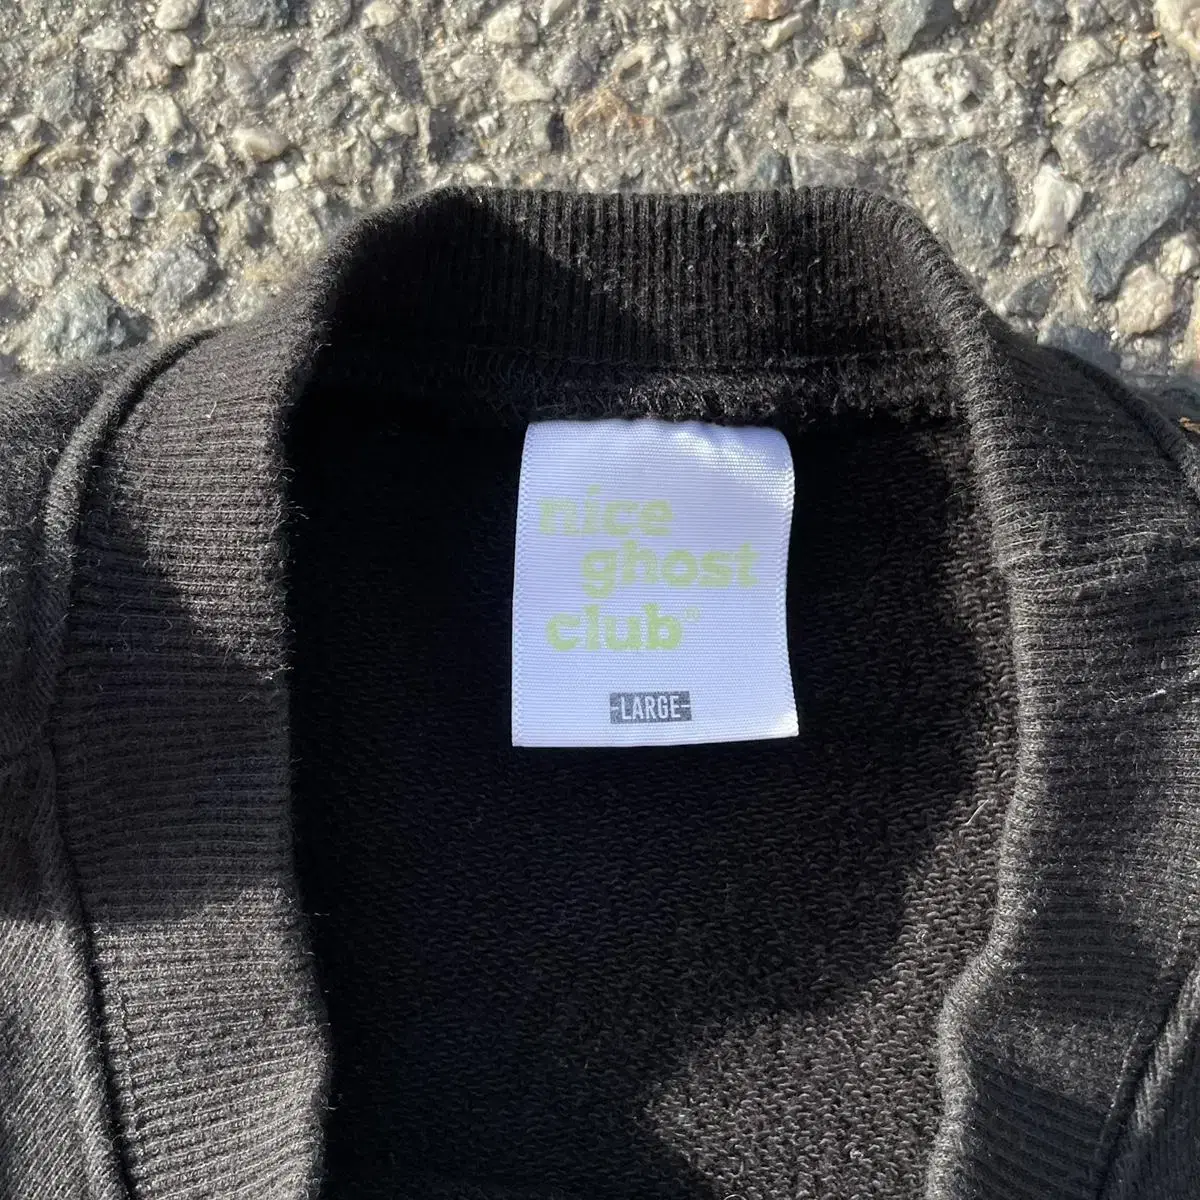 nice
ghost
club®
-LARGE-